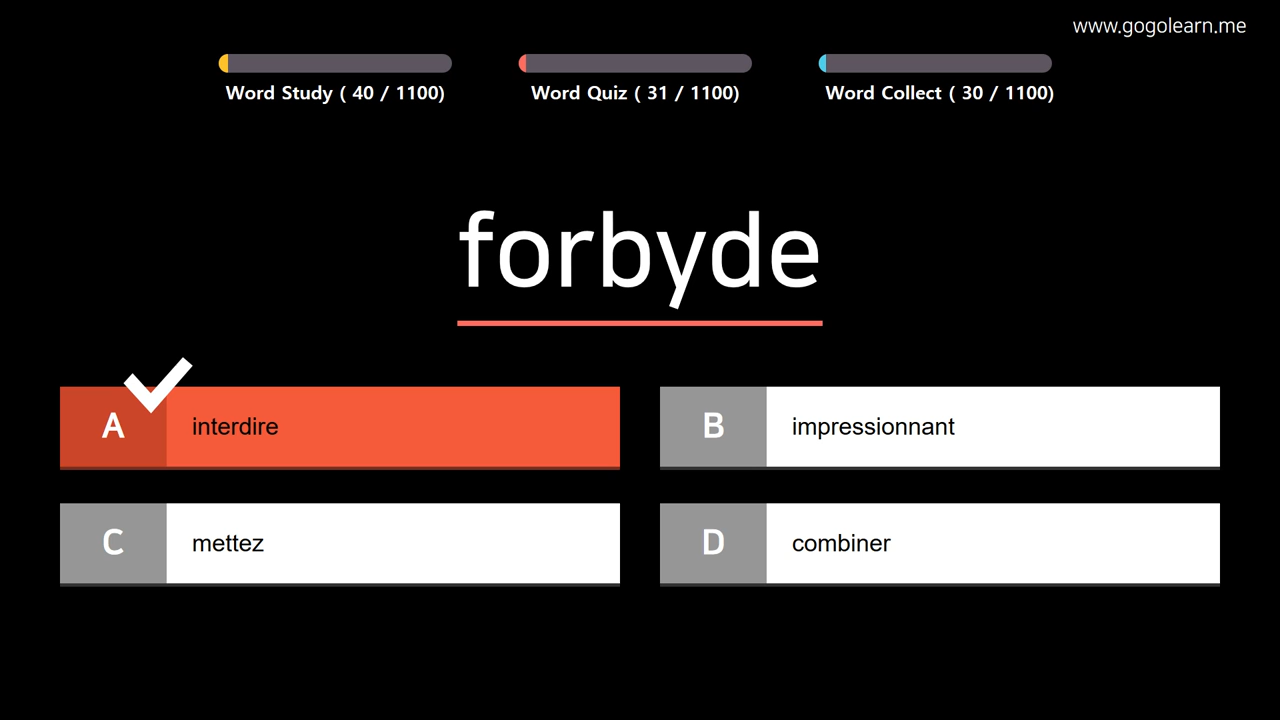 www.gogolearn.me
Word Study ( 40 / 1100)
Word Quiz ( 31 / 1100)
Word Collect ( 30 / 1100)
forbyde
A interdire
B impressionnant
C mettez
D combiner